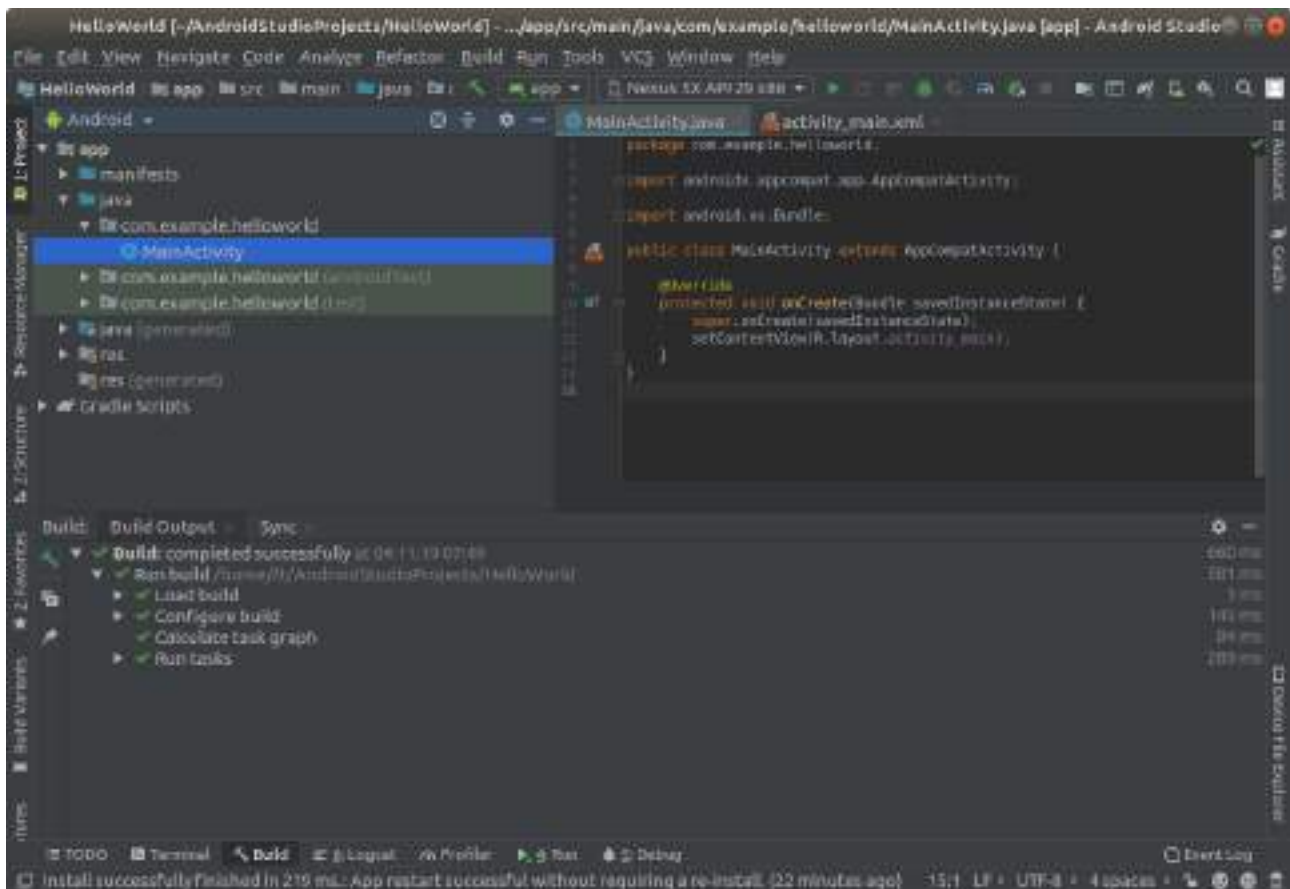 HelloWorld [~/AndroidStudioProjects/HelloWorld] - .../app/src/main/java/com/example/helloworld/MainActivity.java [app] - Android Studio
File Edit View Navigate Code Analyze Refactor Build Run Tools VCS Window Help
HelloWorld app src main java app Nexus 5X API 29 x86
Android
MainActivity.java activity_main.xml
app
manifests
java
com.example.helloworld
MainActivity
com.example.helloworld (androidTest)
com.example.helloworld (test)
java (generated)
res
res (generated)
Gradle Scripts
package com.example.helloworld;
import androidx.appcompat.app.AppCompatActivity;
import android.os.Bundle;
public class MainActivity extends AppCompatActivity {
@Override
protected void onCreate(Bundle savedInstanceState) {
super.onCreate(savedInstanceState);
setContentView(R.layout.activity_main);
}
}
1: Project
Resource Manager
Z: Structure
2: Favorites
Build Variants
Assistant
Gradle
Device File Explorer
Build: Build Output Sync
Build: completed successfully
Run build
Load build
Configure build
Calculate task graph
Run tasks
TODO Terminal Build 6: Logcat Profiler 4: Run 5: Debug Event Log
Install successfully finished in 219 ms.: App restart successful without requiring a re-install. (22 minutes ago) 15:1 LF UTF-8 4 spaces